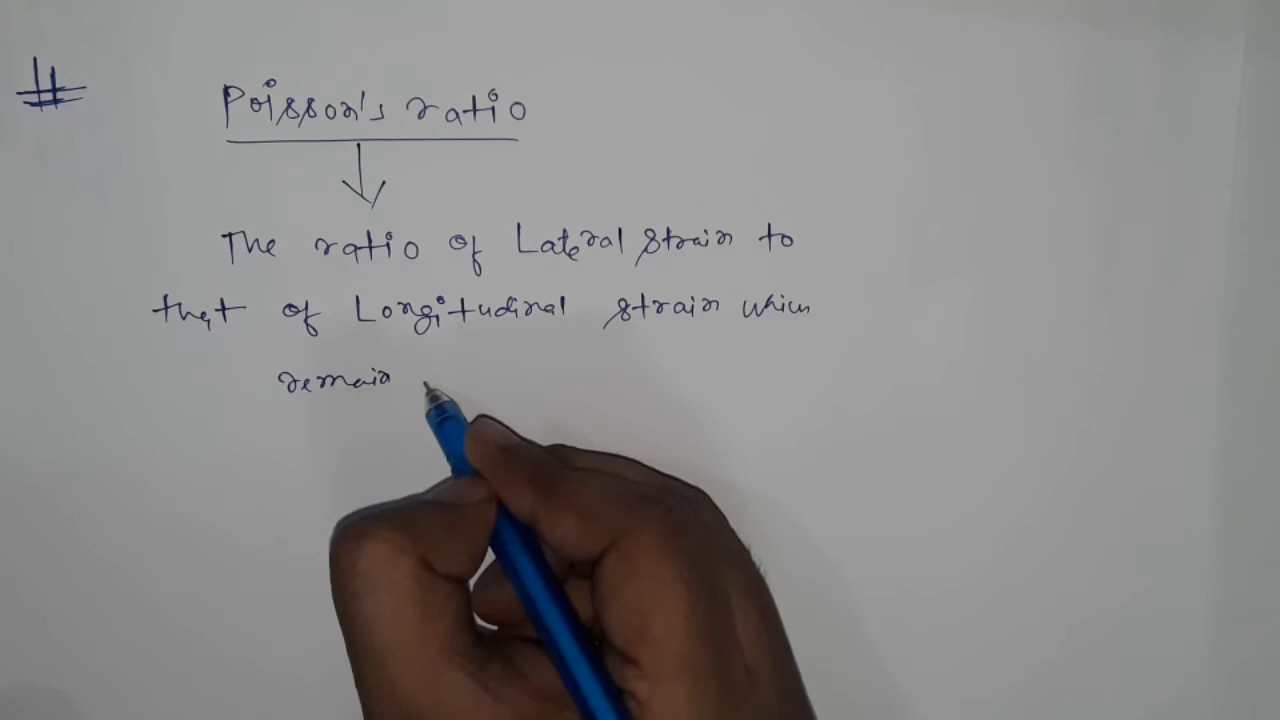 #
Poisson's ratio
The ratio of Lateral strain to
that of Longitudinal strain which
remain